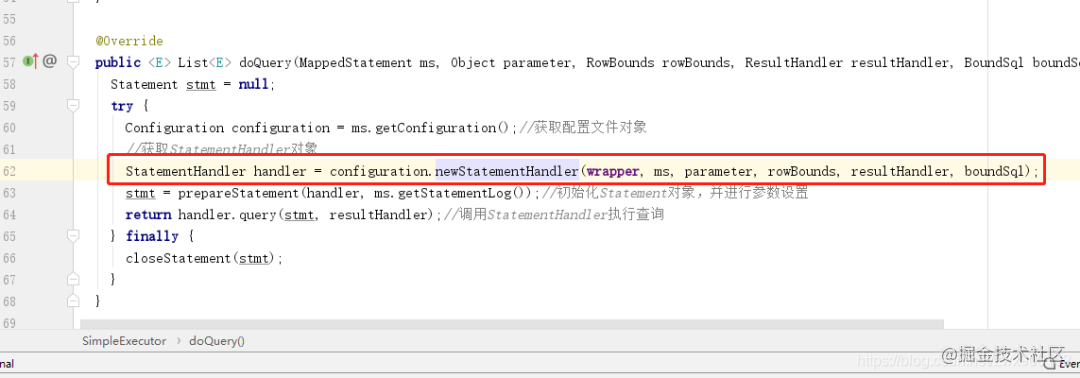 55
56 @Override
57 public <E> List<E> doQuery(MappedStatement ms, Object parameter, RowBounds rowBounds, ResultHandler resultHandler, BoundSql
58 Statement stmt = null;
59 try {
60 Configuration configuration = ms.getConfiguration();//获取配置文件对象
61 //获取StatementHandler对象
62 StatementHandler handler = configuration.newStatementHandler(wrapper, ms, parameter, rowBounds, resultHandler, boundSql);
63 stmt = prepareStatement(handler, ms.getStatementLog());//初始化Statement对象，并进行参数设置
64 return handler.query(stmt, resultHandler);//调用StatementHandler执行查询
65 } finally {
66 closeStatement(stmt);
67 }
68 }
69
SimpleExecutor › doQuery()
@掘金技术社区